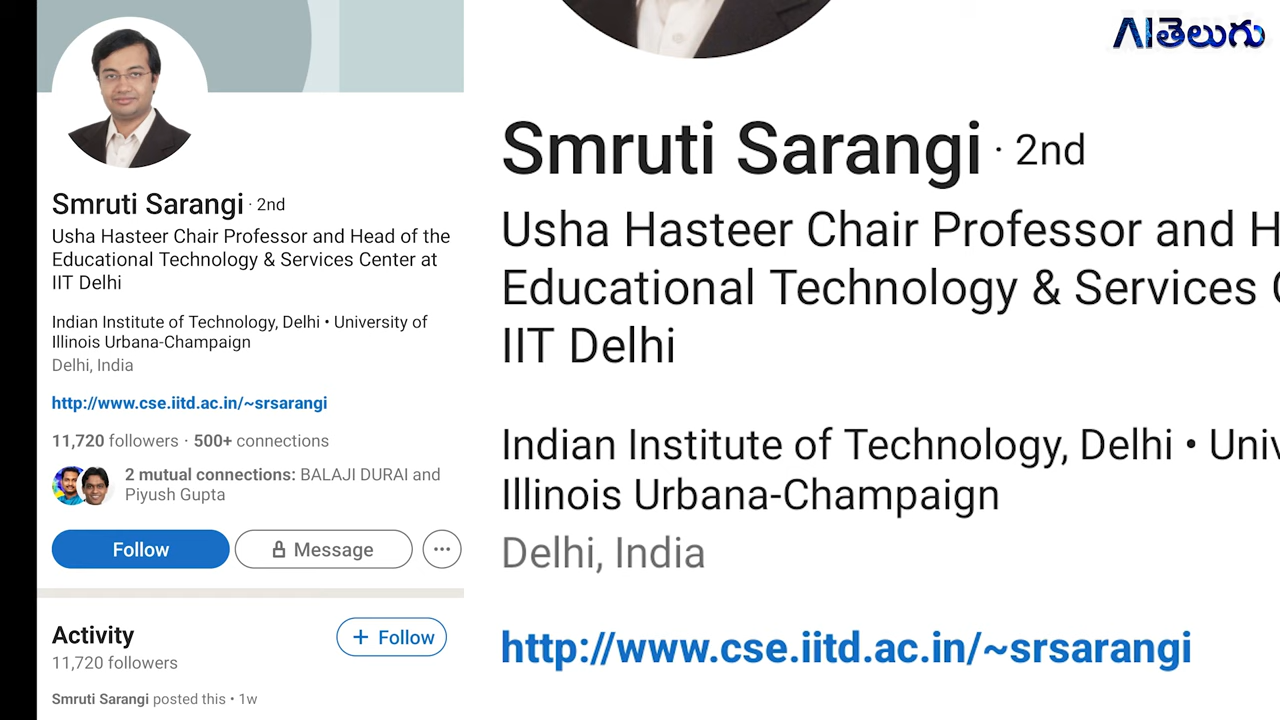 AIతెలుగు
Smruti Sarangi · 2nd
Usha Hasteer Chair Professor and Head of the
Educational Technology & Services Center at
IIT Delhi
Indian Institute of Technology, Delhi • University of
Illinois Urbana-Champaign
Delhi, India
http://www.cse.iitd.ac.in/~srsarangi
11,720 followers · 500+ connections
2 mutual connections: BALAJI DURAI and
Piyush Gupta
Follow
Message
Activity
+ Follow
11,720 followers
Smruti Sarangi posted this • 1w
Smruti Sarangi · 2nd
Usha Hasteer Chair Professor and H
Educational Technology & Services C
IIT Delhi
Indian Institute of Technology, Delhi • Univ
Illinois Urbana-Champaign
Delhi, India
http://www.cse.iitd.ac.in/~srsarangi